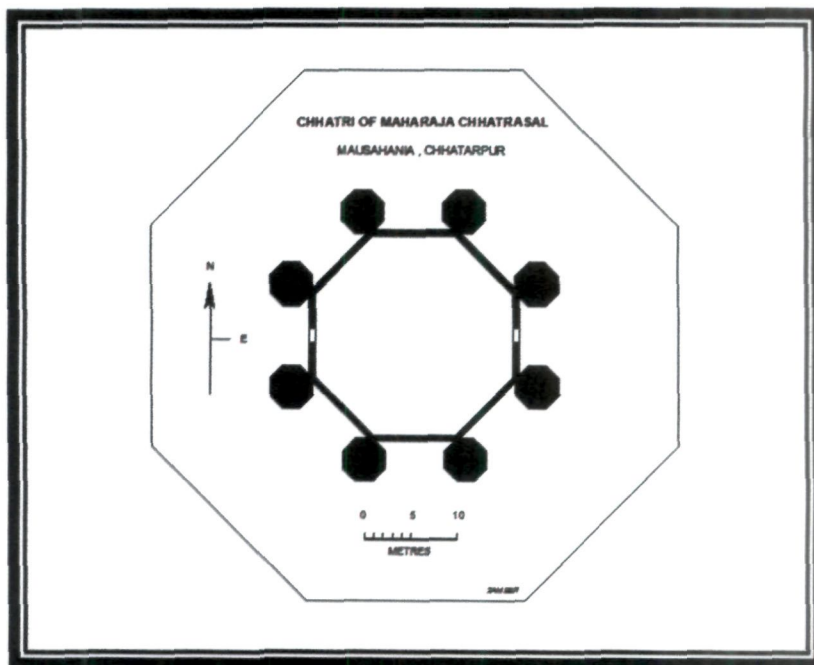 CHHATRI OF MAHARAJA CHHATRASAL
MAUSAHANIA , CHHATARPUR
N
E
0 5 10
METRES